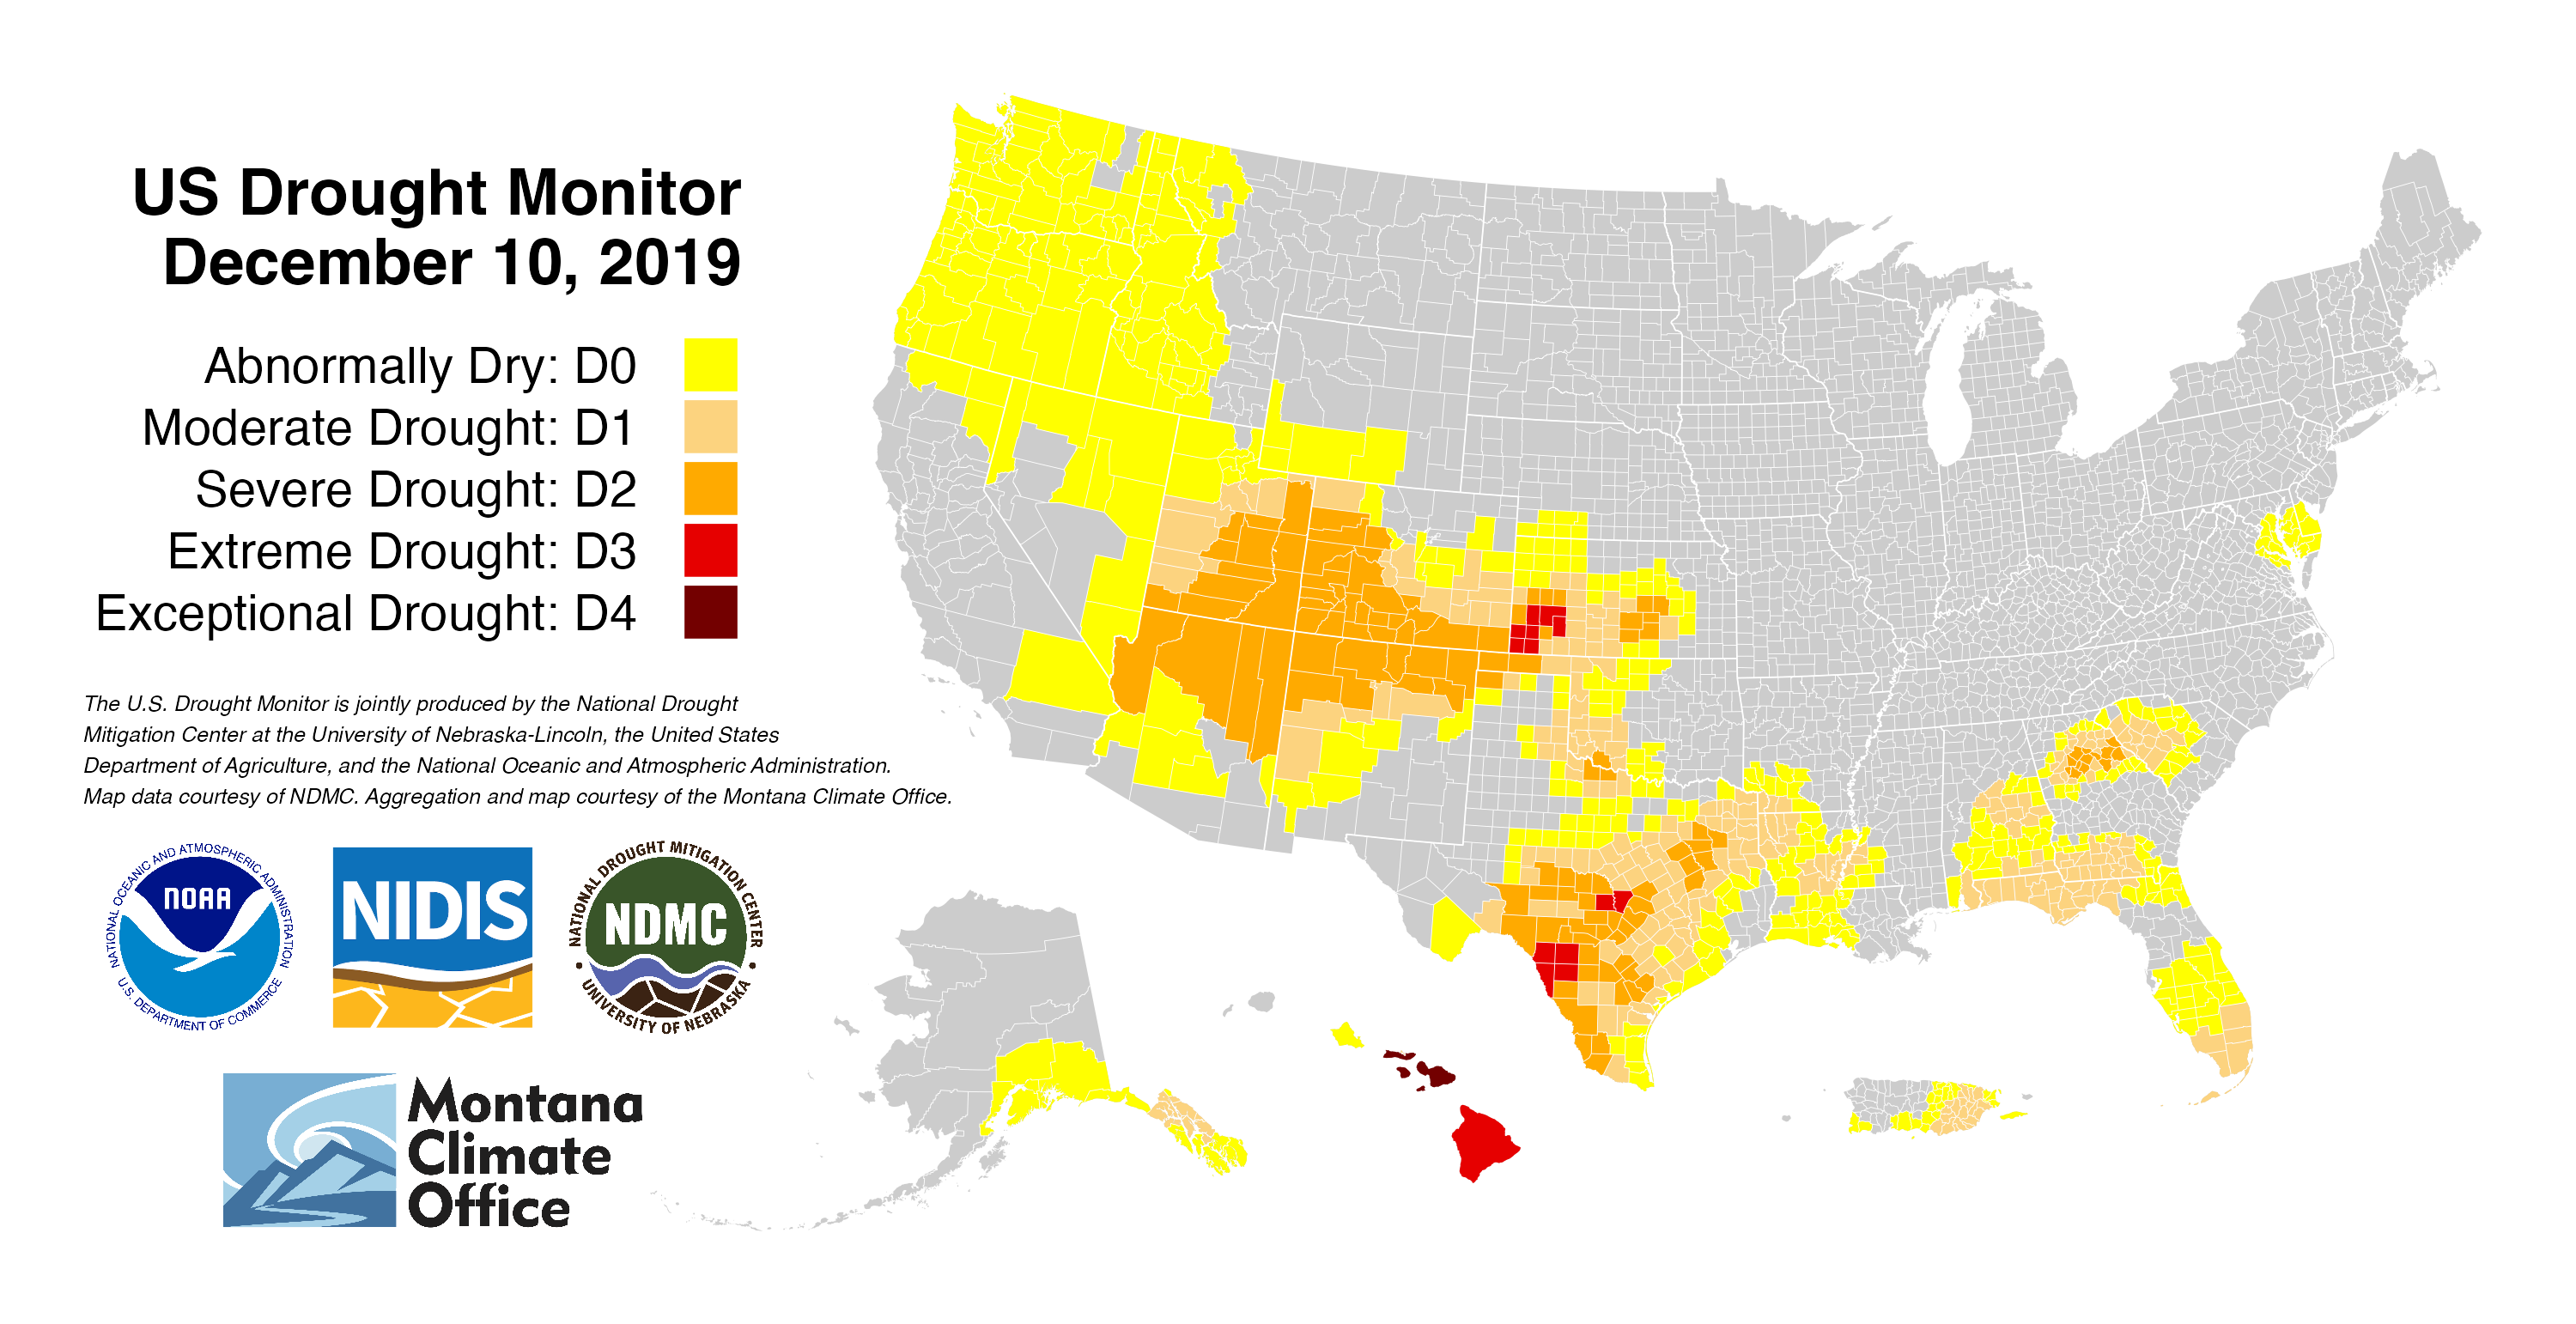 US Drought Monitor
December 10, 2019
Abnormally Dry: D0
Moderate Drought: D1
Severe Drought: D2
Extreme Drought: D3
Exceptional Drought: D4
The U.S. Drought Monitor is jointly produced by the National Drought
Mitigation Center at the University of Nebraska-Lincoln, the United States
Department of Agriculture, and the National Oceanic and Atmospheric Administration.
Map data courtesy of NDMC. Aggregation and map courtesy of the Montana Climate Office.
NATIONAL OCEANIC AND ATMOSPHERIC ADMINISTRATION
NOAA
U.S. DEPARTMENT OF COMMERCE
NIDIS
NATIONAL DROUGHT MITIGATION CENTER
NDMC
UNIVERSITY OF NEBRASKA
Montana
Climate
Office